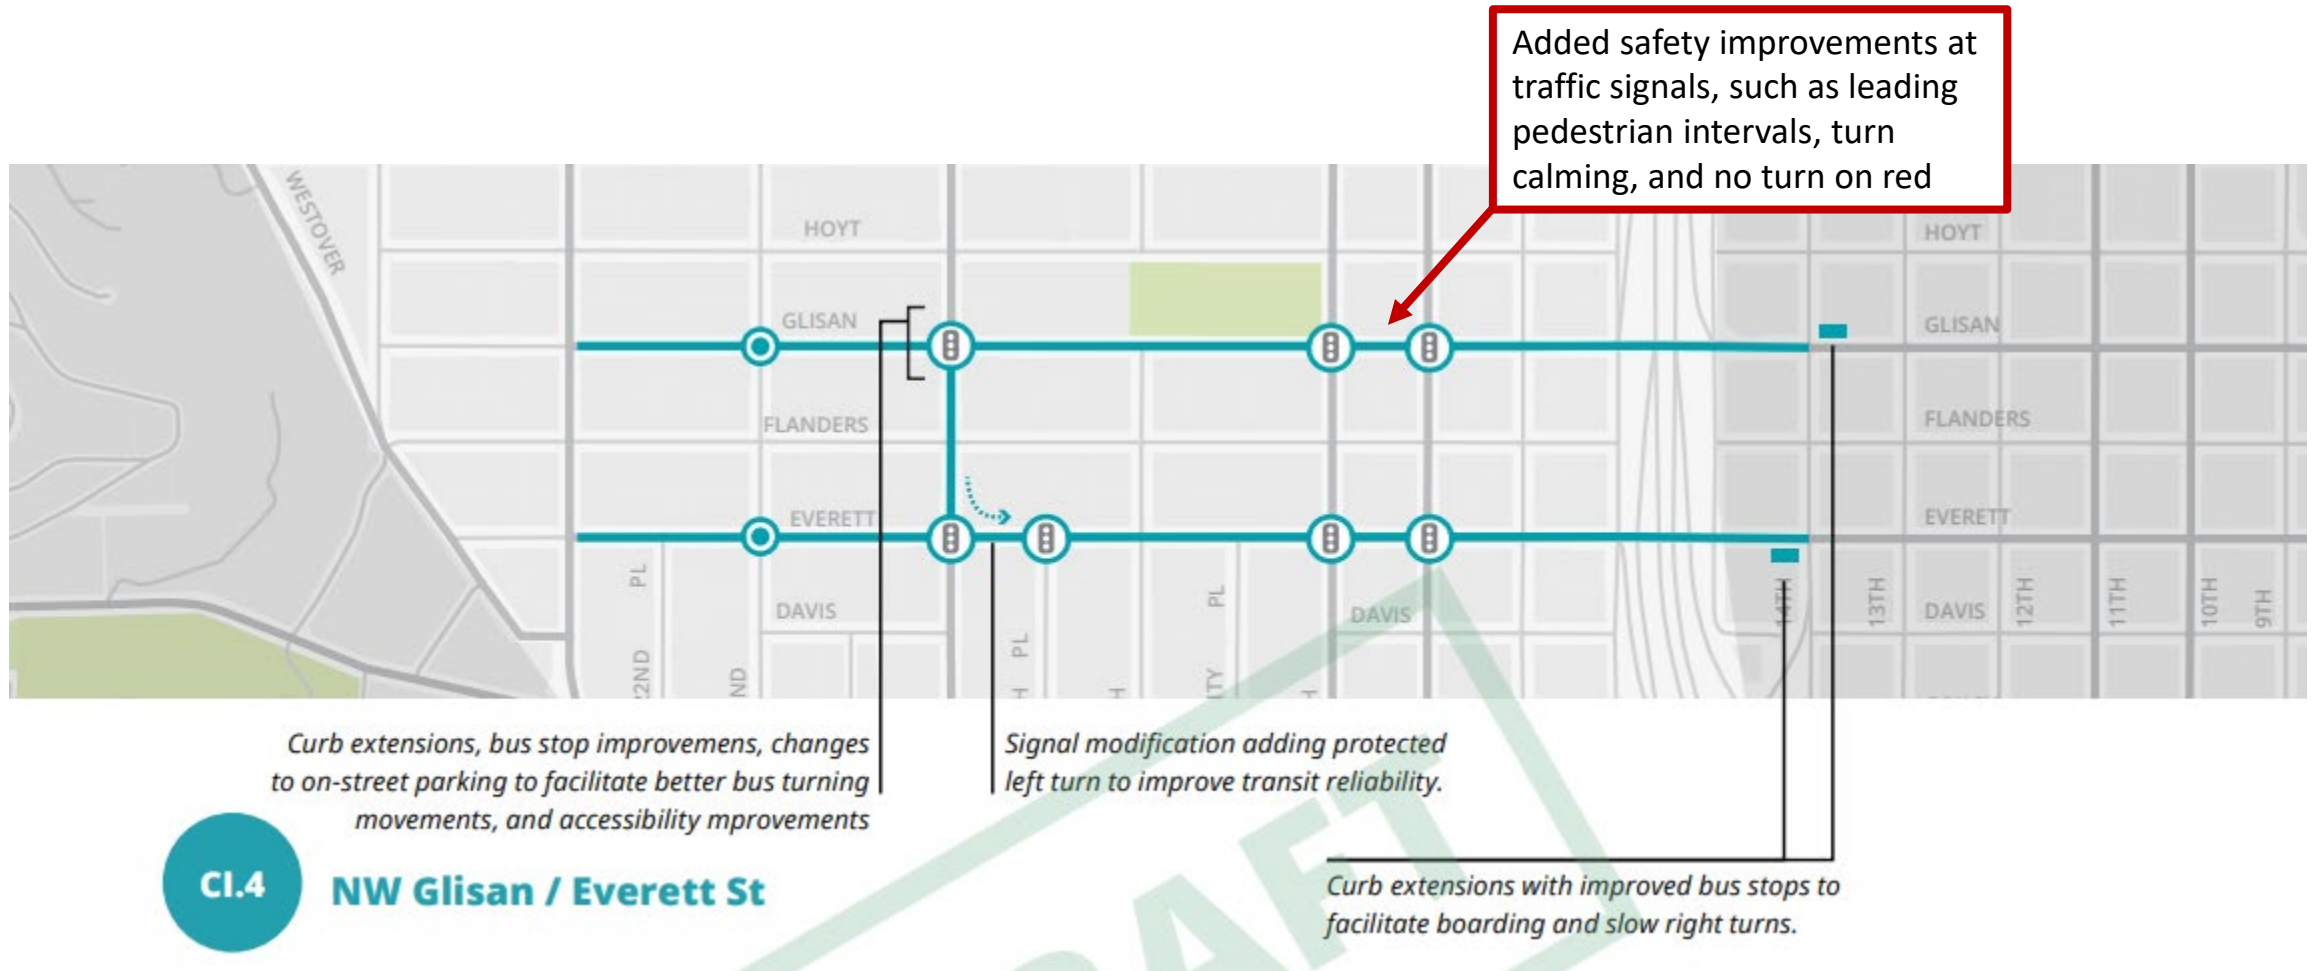 Added safety improvements at
traffic signals, such as leading
pedestrian intervals, turn
calming, and no turn on red
WESTOVER
HOYT
HOYT
GLISAN
GLISAN
FLANDERS
FLANDERS
EVERETT
EVERETT
PL
PL
DAVIS
DAVIS
14TH
13TH
DAVIS
12TH
11TH
10TH
9TH
PL
Curb extensions, bus stop improvemens, changes
to on-street parking to facilitate better bus turning
movements, and accessibility mprovements
Signal modification adding protected
left turn to improve transit reliability.
CI.4
NW Glisan / Everett St
Curb extensions with improved bus stops to
facilitate boarding and slow right turns.